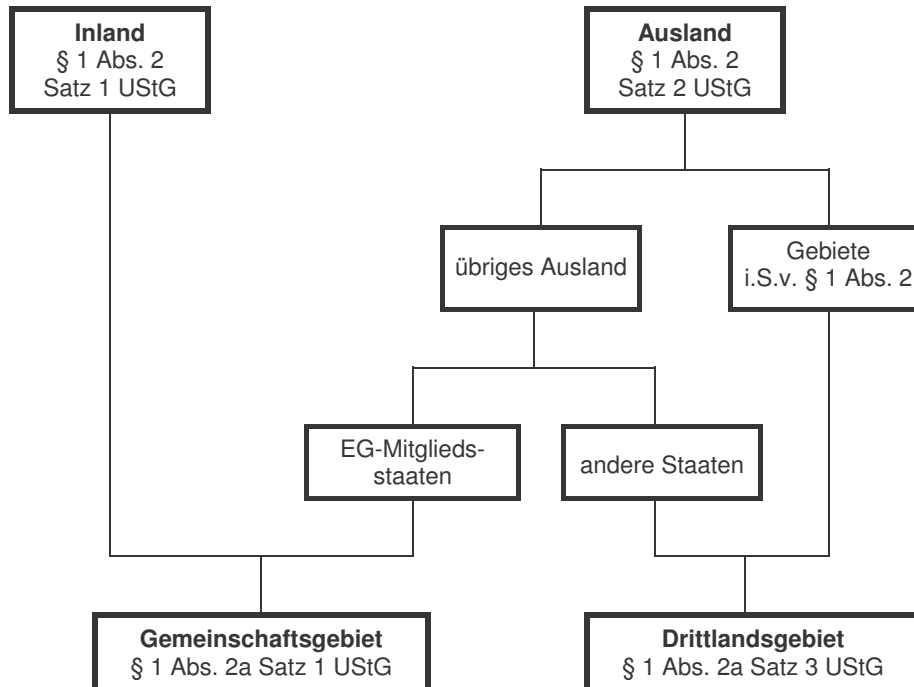 Inland
§ 1 Abs. 2
Satz 1 UStG
Ausland
§ 1 Abs. 2
Satz 2 UStG
übriges Ausland
Gebiete
i.S.v. § 1 Abs. 2
EG-Mitglieds-
staaten
andere Staaten
Gemeinschaftsgebiet
§ 1 Abs. 2a Satz 1 UStG
Drittlandsgebiet
§ 1 Abs. 2a Satz 3 UStG